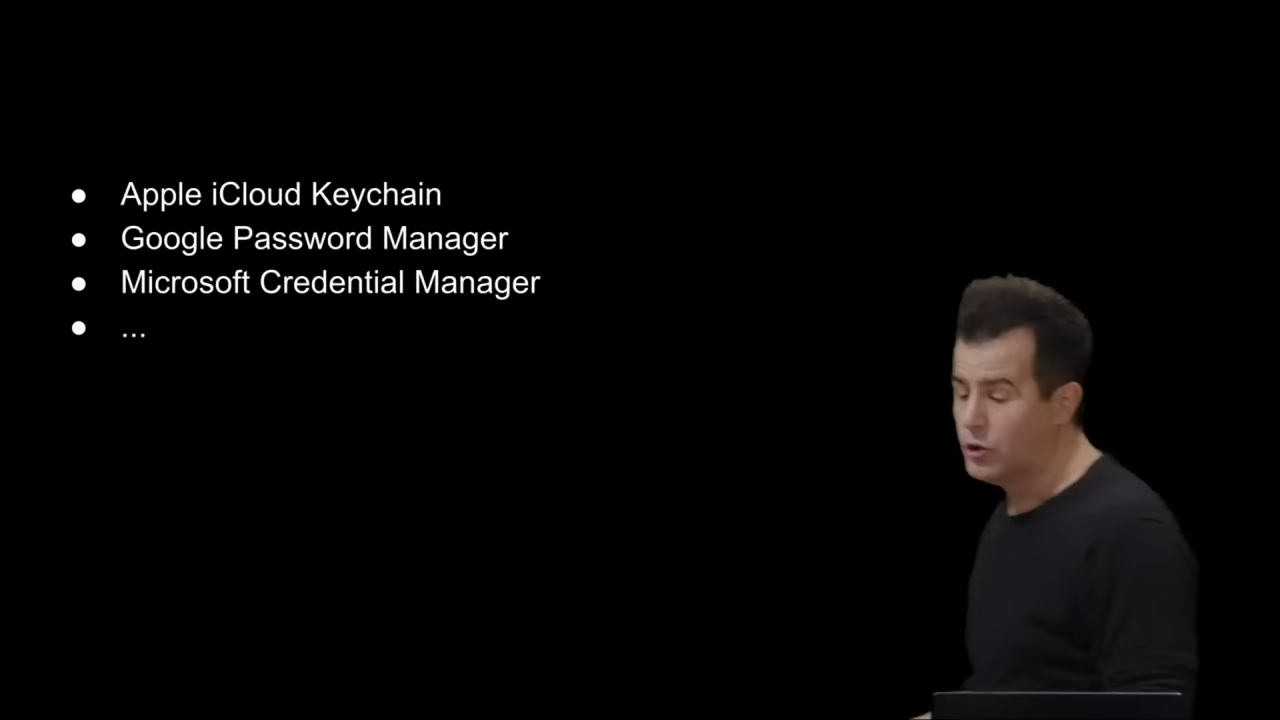 ● Apple iCloud Keychain
● Google Password Manager
● Microsoft Credential Manager
● ...